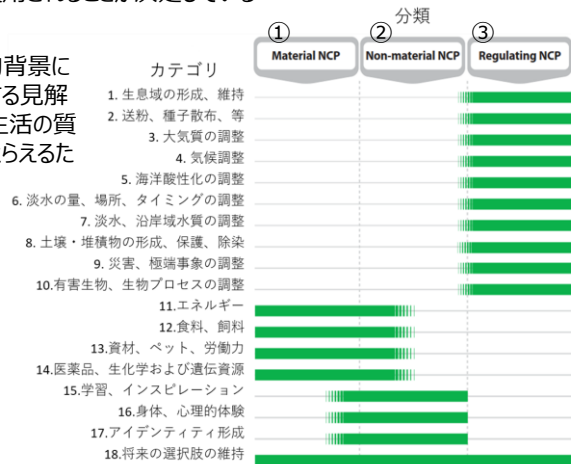 分類
① ② ③
Material NCP Non-material NCP Regulating NCP
的背景に
する見解
生活の質
らえるた
カテゴリ
1. 生息域の形成、維持
2. 送粉、種子散布、等
3. 大気質の調整
4. 気候調整
5. 海洋酸性化の調整
6. 淡水の量、場所、タイミングの調整
7. 淡水、沿岸域水質の調整
8. 土壌・堆積物の形成、保護、除染
9. 災害、極端事象の調整
10.有害生物、生物プロセスの調整
11.エネルギー
12.食料、飼料
13.資材、ペット、労働力
14.医薬品、生化学および遺伝資源
15.学習、インスピレーション
16.身体、心理的体験
17.アイデンティティ形成
18.将来の選択肢の維持